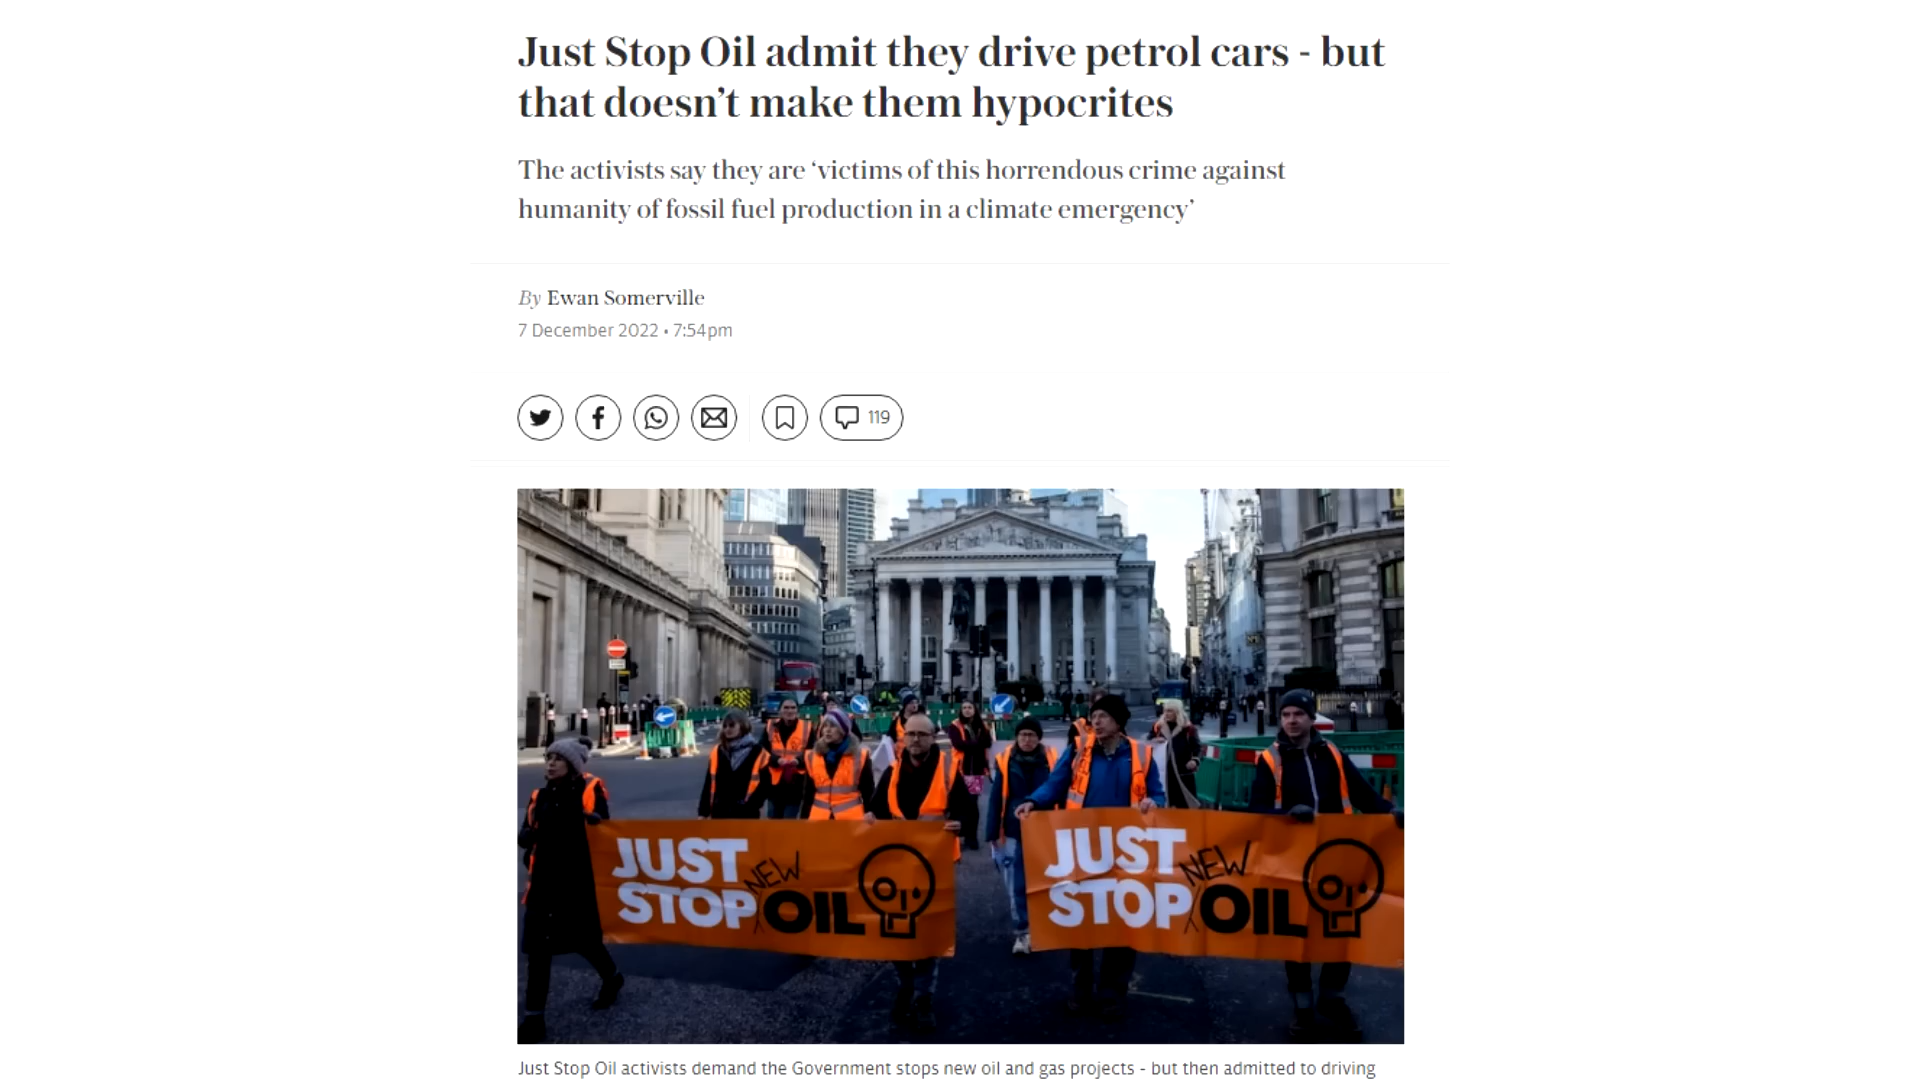 Just Stop Oil admit they drive petrol cars - but
that doesn't make them hypocrites
The activists say they are ‘victims of this horrendous crime against
humanity of fossil fuel production in a climate emergency’
By Ewan Somerville
7 December 2022 • 7:54pm
119
JUST
STOP NEW OIL
OIL
JUST
STOP NEW OIL
OIL
Just Stop Oil activists demand the Government stops new oil and gas projects - but then admitted to driving